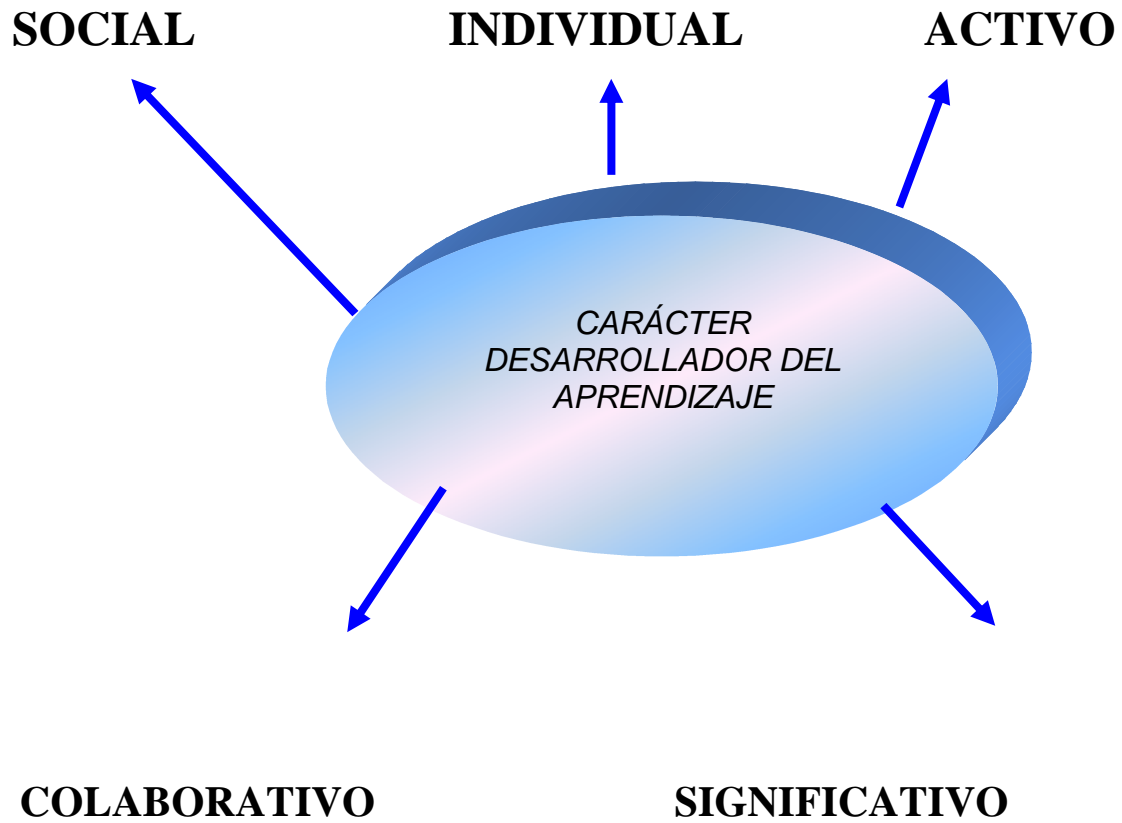 SOCIAL INDIVIDUAL ACTIVO
CARÁCTER
DESARROLLADOR DEL
APRENDIZAJE
COLABORATIVO SIGNIFICATIVO